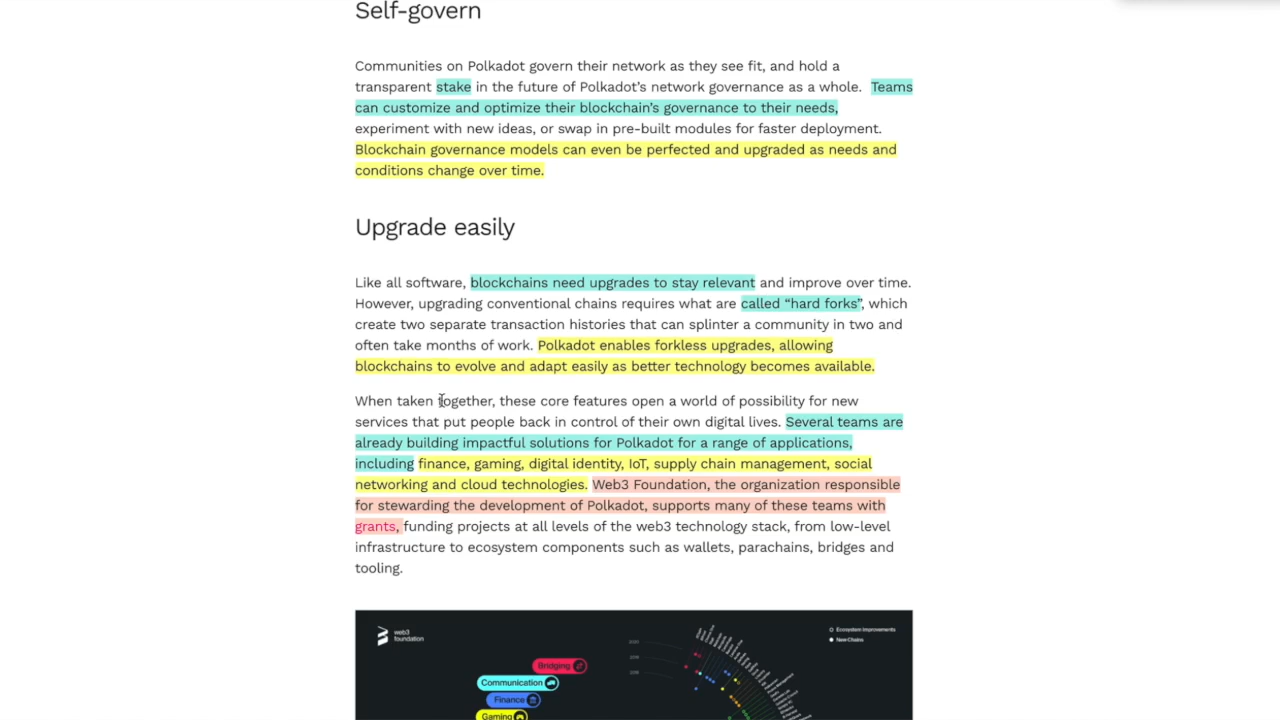 Self-govern
Communities on Polkadot govern their network as they see fit, and hold a
transparent stake in the future of Polkadot’s network governance as a whole. Teams
can customize and optimize their blockchain’s governance to their needs,
experiment with new ideas, or swap in pre-built modules for faster deployment.
Blockchain governance models can even be perfected and upgraded as needs and
conditions change over time.
Upgrade easily
Like all software, blockchains need upgrades to stay relevant and improve over time.
However, upgrading conventional chains requires what are called “hard forks”, which
create two separate transaction histories that can splinter a community in two and
often take months of work. Polkadot enables forkless upgrades, allowing
blockchains to evolve and adapt easily as better technology becomes available.
When taken together, these core features open a world of possibility for new
services that put people back in control of their own digital lives. Several teams are
already building impactful solutions for Polkadot for a range of applications,
including finance, gaming, digital identity, IoT, supply chain management, social
networking and cloud technologies. Web3 Foundation, the organization responsible
for stewarding the development of Polkadot, supports many of these teams with
grants, funding projects at all levels of the web3 technology stack, from low-level
infrastructure to ecosystem components such as wallets, parachains, bridges and
tooling.
web3
foundation
Ecosystem Improvements
New Chains
Bridging
Communication
Finance
Gaming